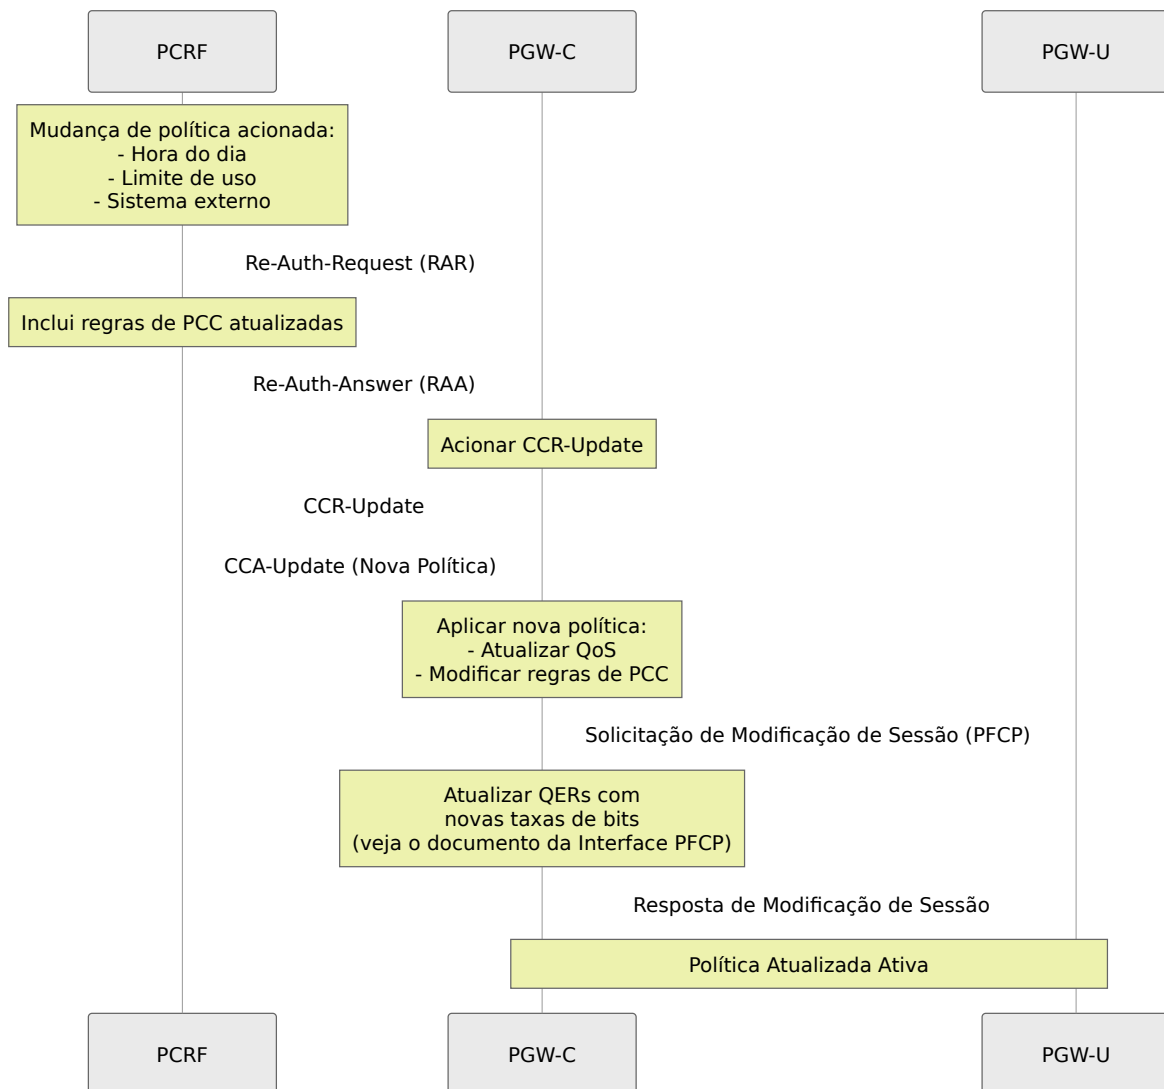 PCRF
PGW-C
PGW-U
Mudança de política acionada:
- Hora do dia
- Limite de uso
- Sistema externo
Re-Auth-Request (RAR)
Inclui regras de PCC atualizadas
Re-Auth-Answer (RAA)
Acionar CCR-Update
CCR-Update
CCA-Update (Nova Política)
Aplicar nova política:
- Atualizar QoS
- Modificar regras de PCC
Solicitação de Modificação de Sessão (PFCP)
Atualizar QERs com
novas taxas de bits
(veja o documento da Interface PFCP)
Resposta de Modificação de Sessão
Política Atualizada Ativa
PCRF
PGW-C
PGW-U